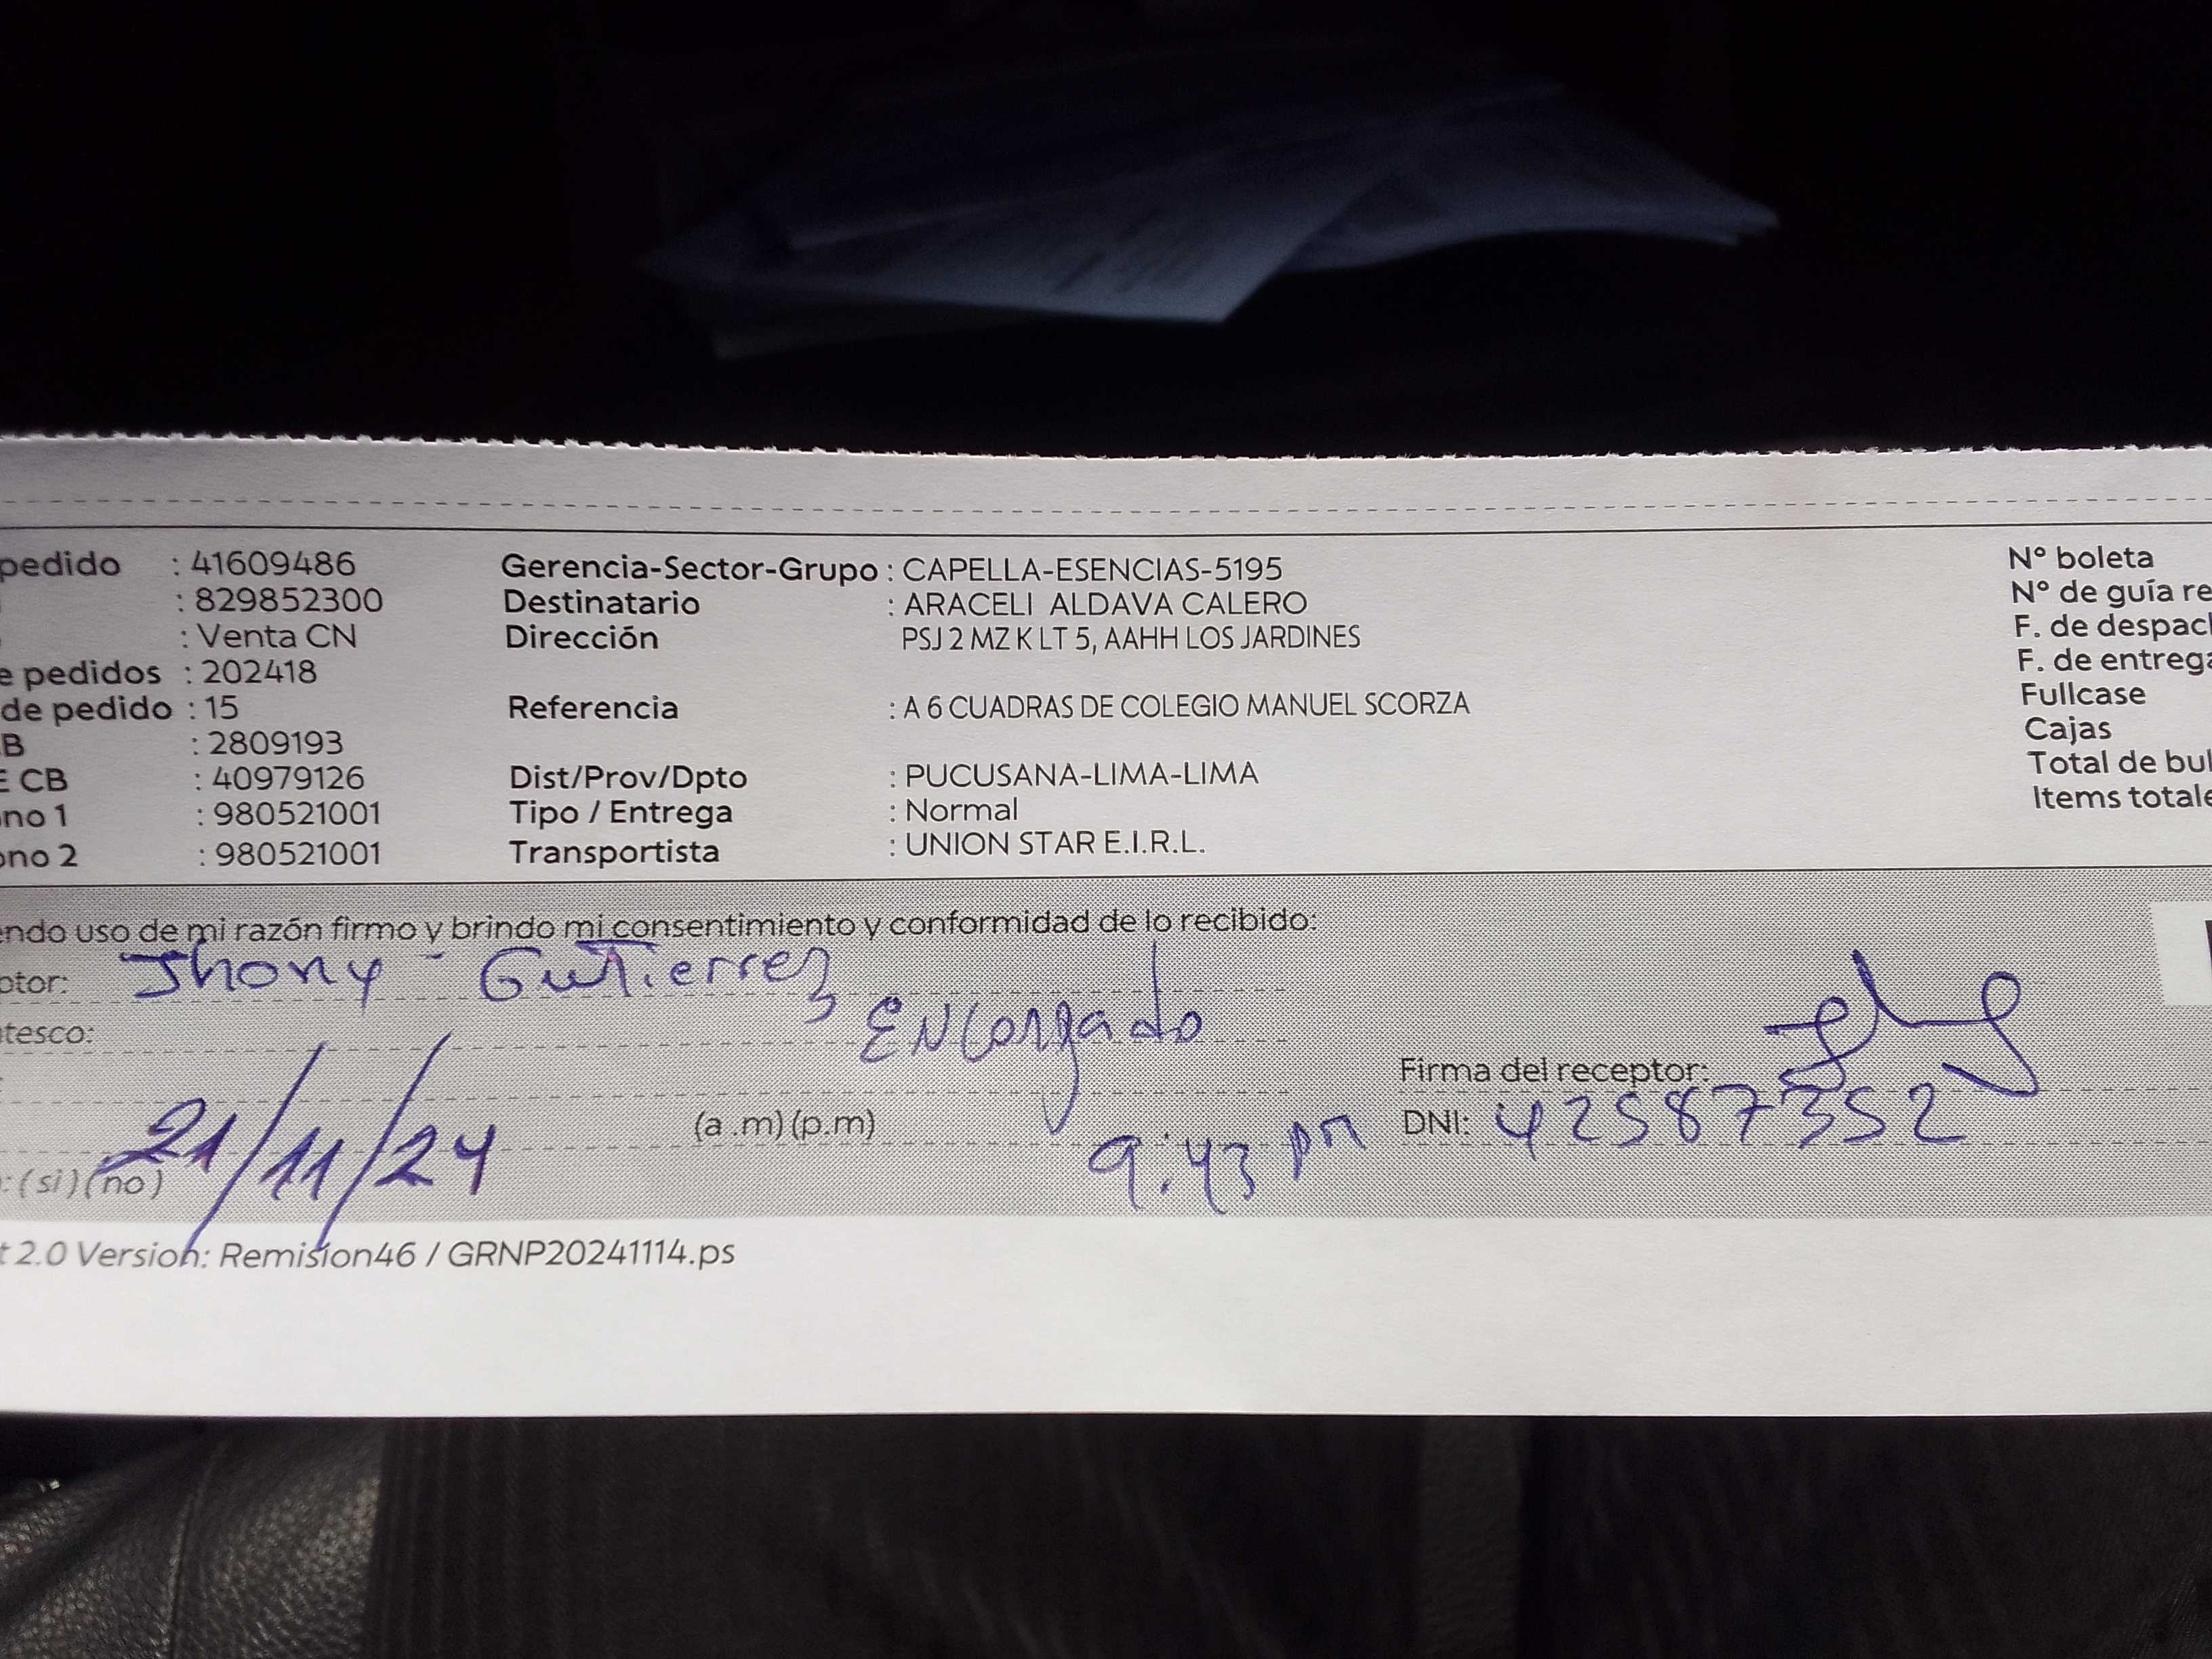 pedido : 41609486 Gerencia-Sector-Grupo : CAPELLA-ESENCIAS-5195 N° boleta
: 829852300 Destinatario : ARACELI ALDAVA CALERO N° de guía re
: Venta CN Dirección PSJ 2 MZ K LT 5, AAHH LOS JARDINES F. de despach
e pedidos : 202418 F. de entrega
de pedido : 15 Referencia : A 6 CUADRAS DE COLEGIO MANUEL SCORZA Fullcase
B : 2809193 Cajas
E CB : 40979126 Dist/Prov/Dpto : PUCUSANA-LIMA-LIMA Total de bul
no 1 : 980521001 Tipo / Entrega : Normal Items totale
ono 2 : 980521001 Transportista : UNION STAR E.I.R.L.
endo uso de mi razón firmo y brindo mi consentimiento y conformidad de lo recibido:
ptor: Jhony - Gutierrez
tesco: Encargado
Firma del receptor:
(a .m) (p.m) 9:43 pm DNI: 42587352
: (si) (no) 21/11/24
t 2.0 Version: Remision46 / GRNP20241114.ps